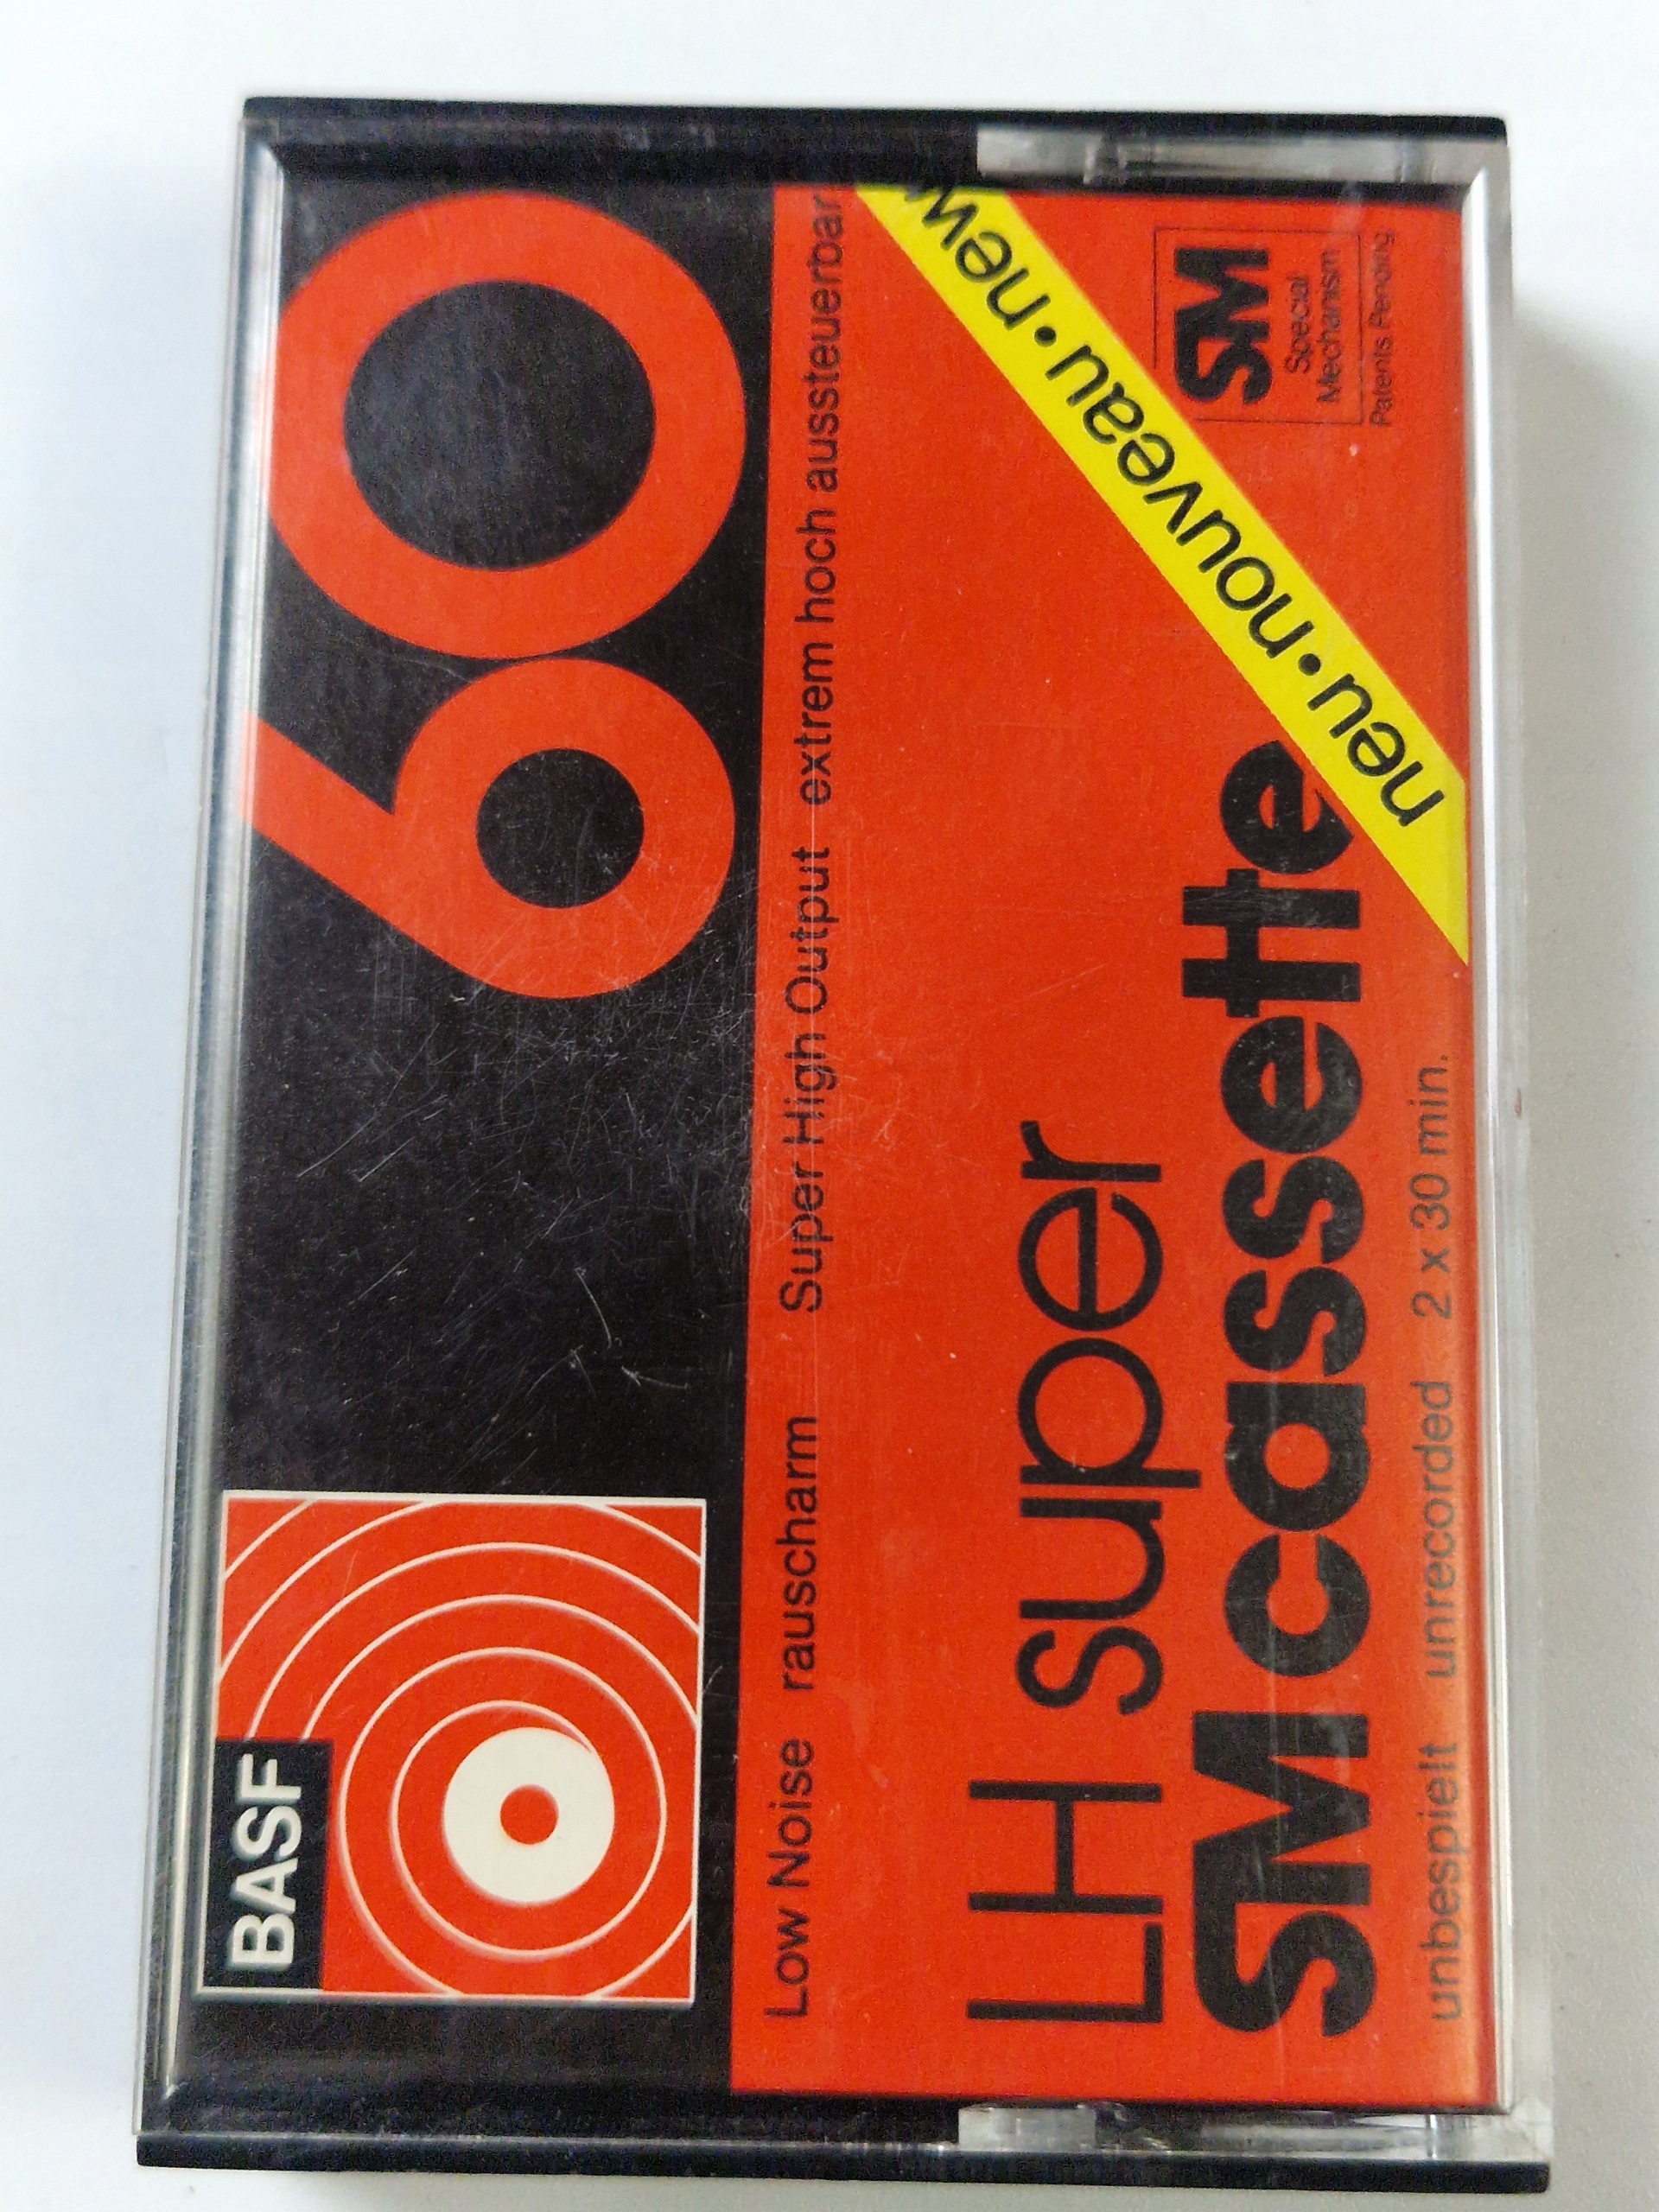 BASF
60
Low Noise rauscharm Super High Output extrem hoch aussteuerbar
LH super
SM cassette
unbespielt unrecorded 2 x 30 min.
neu•nouveau•new
SM
Special
Mechanism
Patents Pending